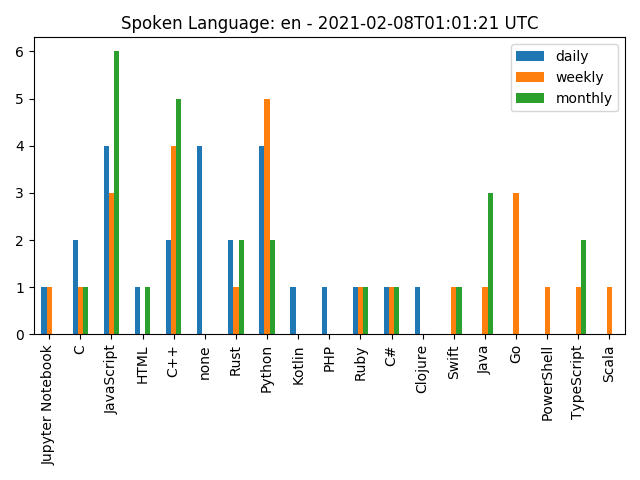 Spoken Language: en - 2021-02-08T01:01:21 UTC
daily
weekly
monthly
6
5
4
3
2
1
0
Jupyter Notebook
C
JavaScript
HTML
C++
none
Rust
Python
Kotlin
PHP
Ruby
C#
Clojure
Swift
Java
Go
PowerShell
TypeScript
Scala